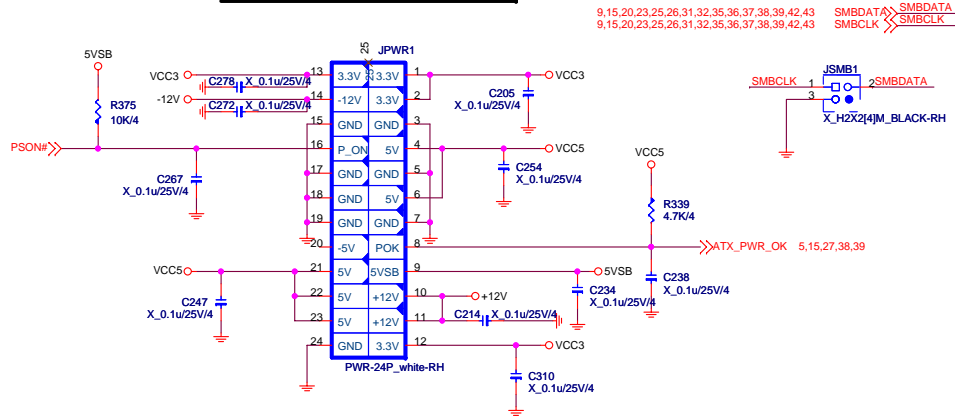 9,15,20,23,25,26,31,32,35,36,37,38,39,42,43 SMBDATA SMBDATA
9,15,20,23,25,26,31,32,35,36,37,38,39,42,43 SMBCLK SMBCLK
5VSB
R375
10K/4
PSON#
C267
X_0.1u/25V/4
VCC3
C278 X_0.1u/25V/4
-12V
C272 X_0.1u/25V/4
VCC5
C247
X_0.1u/25V/4
25
JPWR1
13 3.3V 3.3V 1
14 -12V 3.3V 2
15 GND GND 3
16 P_ON 5V 4
17 GND GND 5
18 GND 5V 6
19 GND GND 7
20 -5V POK 8
21 5V 5VSB 9
22 5V +12V 10
23 5V +12V 11
24 GND 3.3V 12
PWR-24P_white-RH
VCC3
C205
X_0.1u/25V/4
VCC5
C254
X_0.1u/25V/4
5VSB
C234
X_0.1u/25V/4
+12V
C214 X_0.1u/25V/4
VCC3
C310
X_0.1u/25V/4
VCC5
R339
4.7K/4
ATX_PWR_OK 5,15,27,38,39
C238
X_0.1u/25V/4
JSMB1
SMBCLK 1 2 SMBDATA
3
X_H2X2[4]M_BLACK-RH